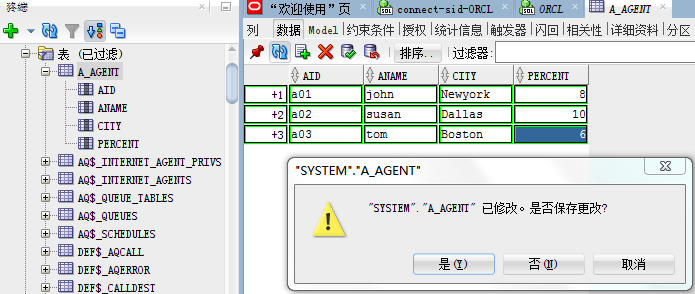 终端
表 (已过滤)
A_AGENT
AID
ANAME
CITY
PERCENT
AQ$_INTERNET_AGENT_PRIVS
AQ$_INTERNET_AGENTS
AQ$_QUEUE_TABLES
AQ$_QUEUES
AQ$_SCHEDULES
DEF$_AQCALL
DEF$_AQERROR
DEF$_CALLDEST
“欢迎使用”页 connect-sid-ORCL ORCL A_AGENT
列 数据 Model 约束条件 授权 统计信息 触发器 闪回 相关性 详细资料 分区
排序.. 过滤器:
AID ANAME CITY PERCENT
+1 a01 john Newyork 8
+2 a02 susan Dallas 10
+3 a03 tom Boston 6
"SYSTEM"."A_AGENT"
"SYSTEM"."A_AGENT" 已修改。是否保存更改?
是(Y) 否(N) 取消